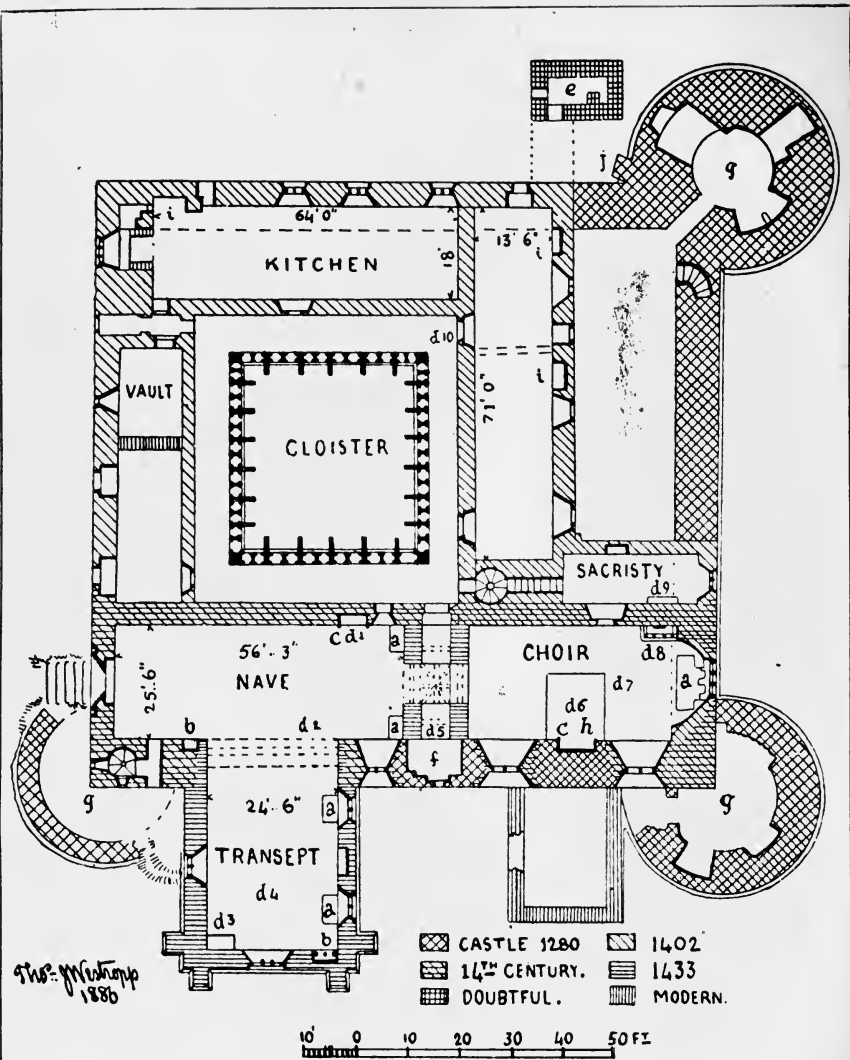 e
j
g
i
64' 0"
13' 6"
i
KITCHEN
18'
d10
i
VAULT
71' 0"
CLOISTER
SACRISTY
d9
c d1
a
CHOIR
d8
56'. 3"
NAVE
25'. 6"
d7
a
d6
b
d2
a
d5
c h
f
g
g
24'. 6"
a
TRANSEPT
d4
a
d3
b
CASTLE 1280
1402
14TH CENTURY.
1433
DOUBTFUL.
MODERN.
Thos. J Westropp
1886
10' 0 10 20 30 40 50 FT